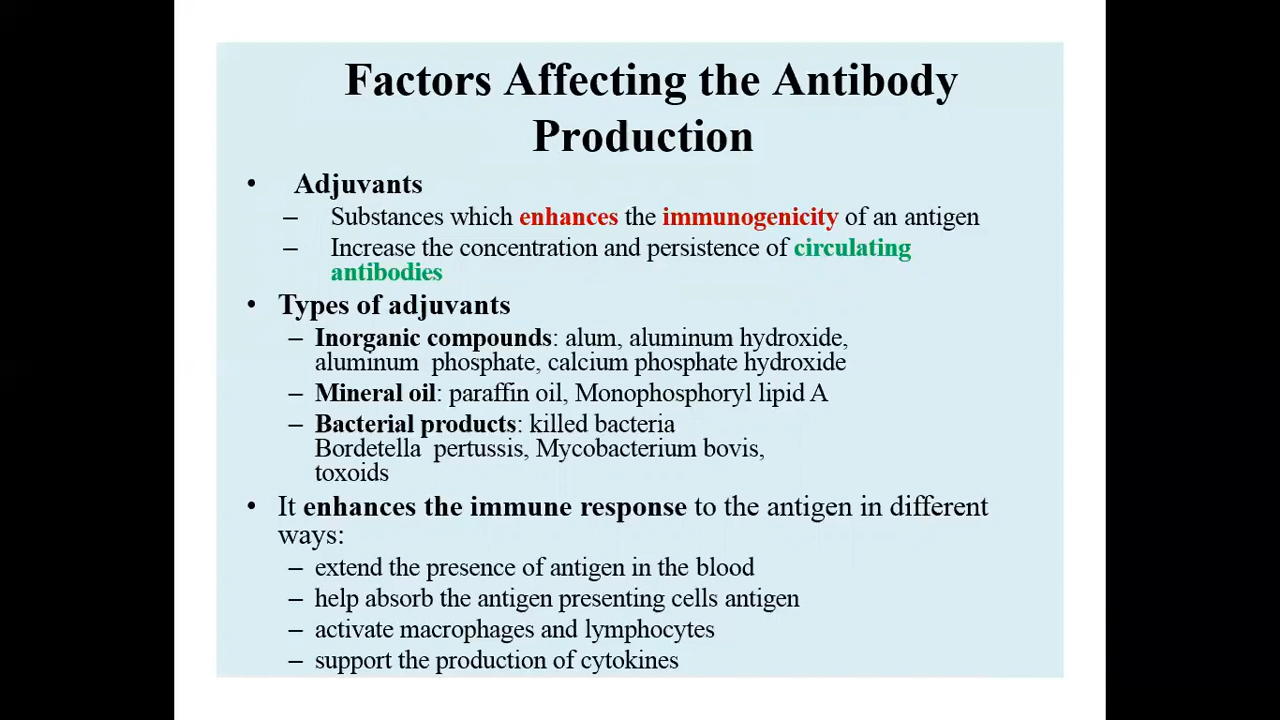 Factors Affecting the Antibody
Production
• Adjuvants
– Substances which enhances the immunogenicity of an antigen
– Increase the concentration and persistence of circulating
antibodies
• Types of adjuvants
– Inorganic compounds: alum, aluminum hydroxide,
aluminum phosphate, calcium phosphate hydroxide
– Mineral oil: paraffin oil, Monophosphoryl lipid A
– Bacterial products: killed bacteria
Bordetella pertussis, Mycobacterium bovis,
toxoids
• It enhances the immune response to the antigen in different
ways:
– extend the presence of antigen in the blood
– help absorb the antigen presenting cells antigen
– activate macrophages and lymphocytes
– support the production of cytokines